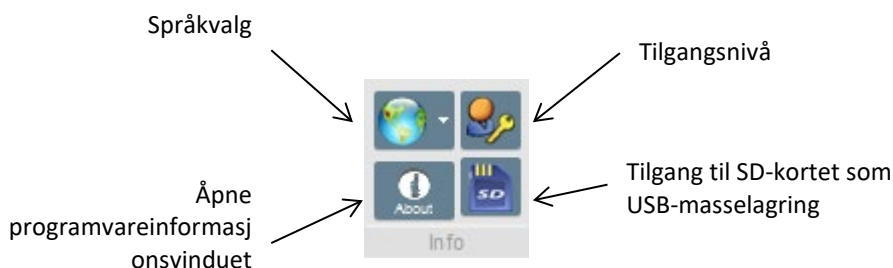 Språkvalg
Tilgangsnivå
About
SD
Info
Åpne
programvareinformasj
onsvinduet
Tilgang til SD-kortet som
USB-masselagring